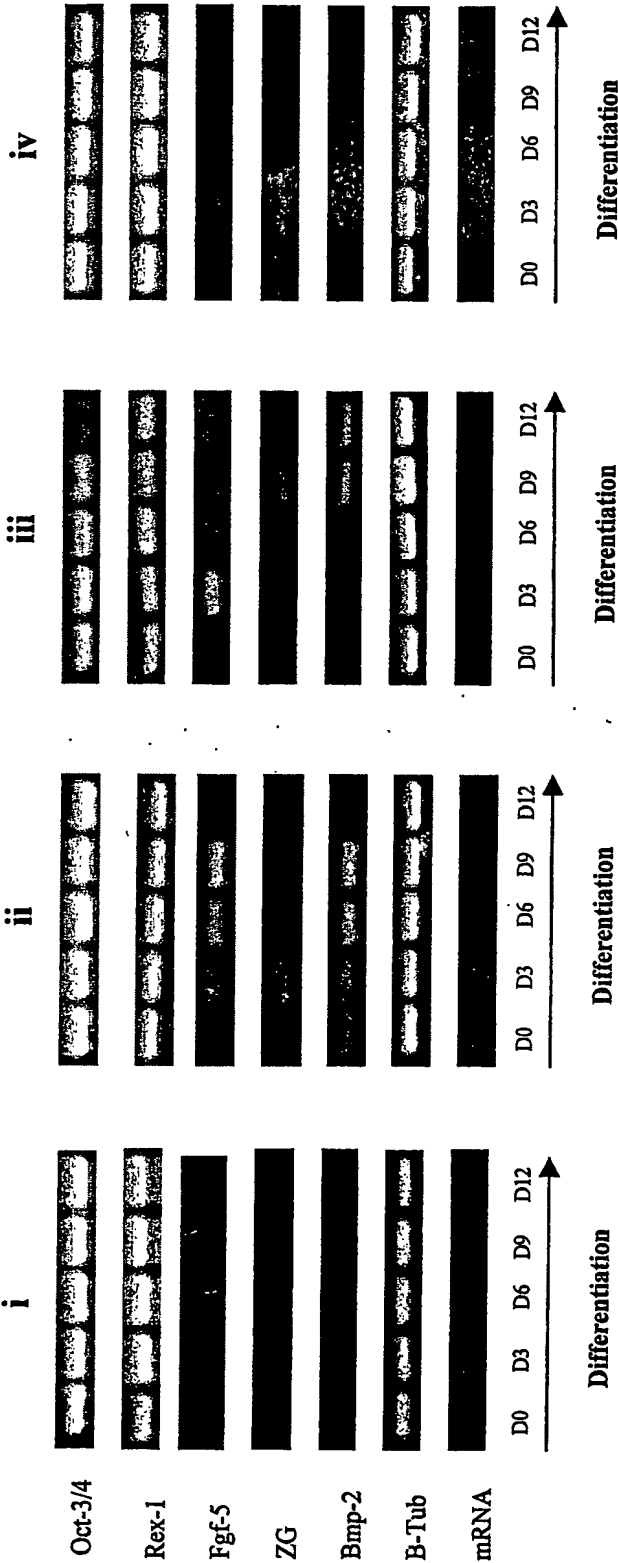 i ii iii iv
Oct-3/4
Rex-1
Fgf-5
ZG
Bmp-2
B-Tub
mRNA
D0 D3 D6 D9 D12 D0 D3 D6 D9 D12 D0 D3 D6 D9 D12 D0 D3 D6 D9 D12
Differentiation Differentiation Differentiation Differentiation